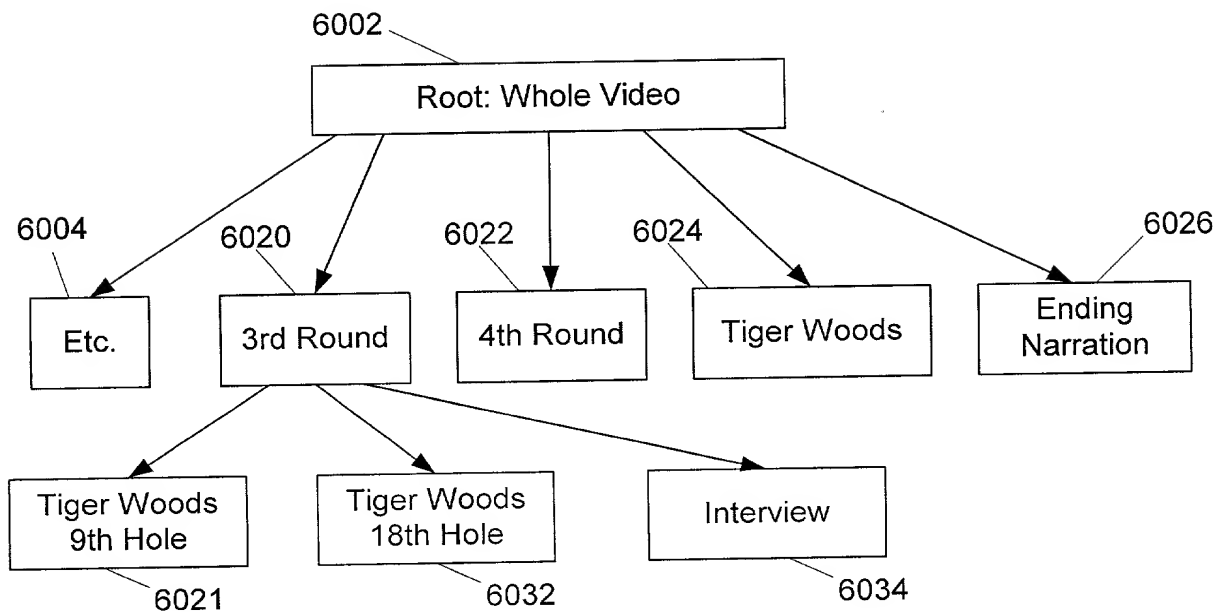 6002
Root: Whole Video
6004
6020
6022
6024
6026
Etc.
3rd Round
4th Round
Tiger Woods
Ending
Narration
Tiger Woods
9th Hole
Tiger Woods
18th Hole
Interview
6021
6032
6034